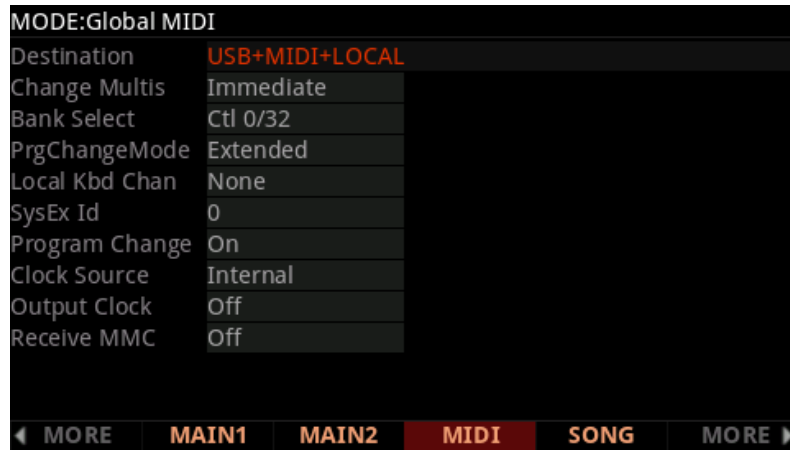 MODE:Global MIDI
Destination USB+MIDI+LOCAL
Change Multis Immediate
Bank Select Ctl 0/32
PrgChangeMode Extended
Local Kbd Chan None
SysEx Id 0
Program Change On
Clock Source Internal
Output Clock Off
Receive MMC Off
MORE MAIN1 MAIN2 MIDI SONG MORE